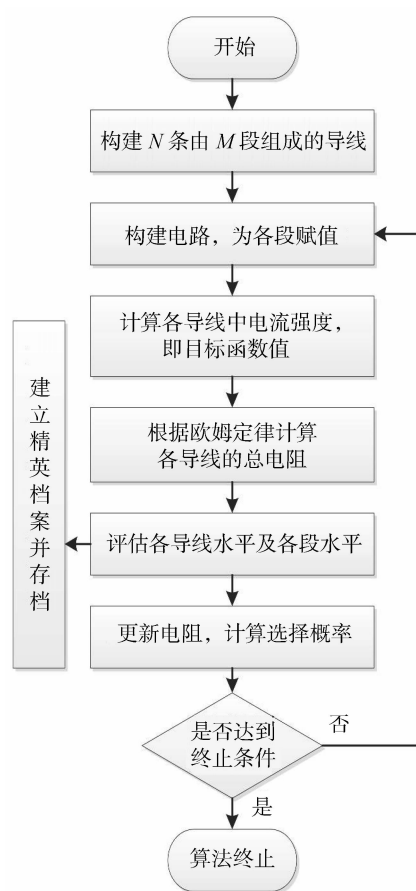 开始
构建 N 条由 M 段组成的导线
构建电路，为各段赋值
计算各导线中电流强度，
即目标函数值
根据欧姆定律计算
各导线的总电阻
建立精英档案并存档
评估各导线水平及各段水平
更新电阻，计算选择概率
是否达到
终止条件
否
是
算法终止